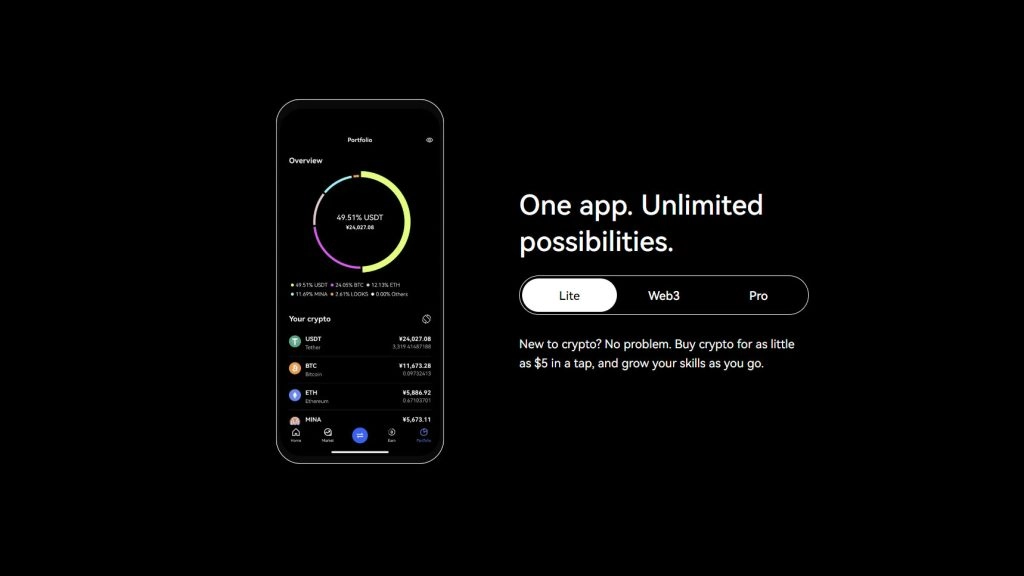 Portfolio
Overview
49.51% USDT
¥24,027.08
49.51% USDT 24.05% BTC 12.13% ETH
11.69% MINA 2.61% LOOKS 0.00% Others
Your crypto
USDT
¥24,027.08
Tether
3,319.41487188
BTC
¥11,673.28
Bitcoin
0.09732413
ETH
¥5,886.92
Ethereum
0.67103701
MINA
¥5,673.11
Home
Market
Earn
Portfolio
One app. Unlimited
possibilities.
Lite Web3 Pro
New to crypto? No problem. Buy crypto for as little
as $5 in a tap, and grow your skills as you go.